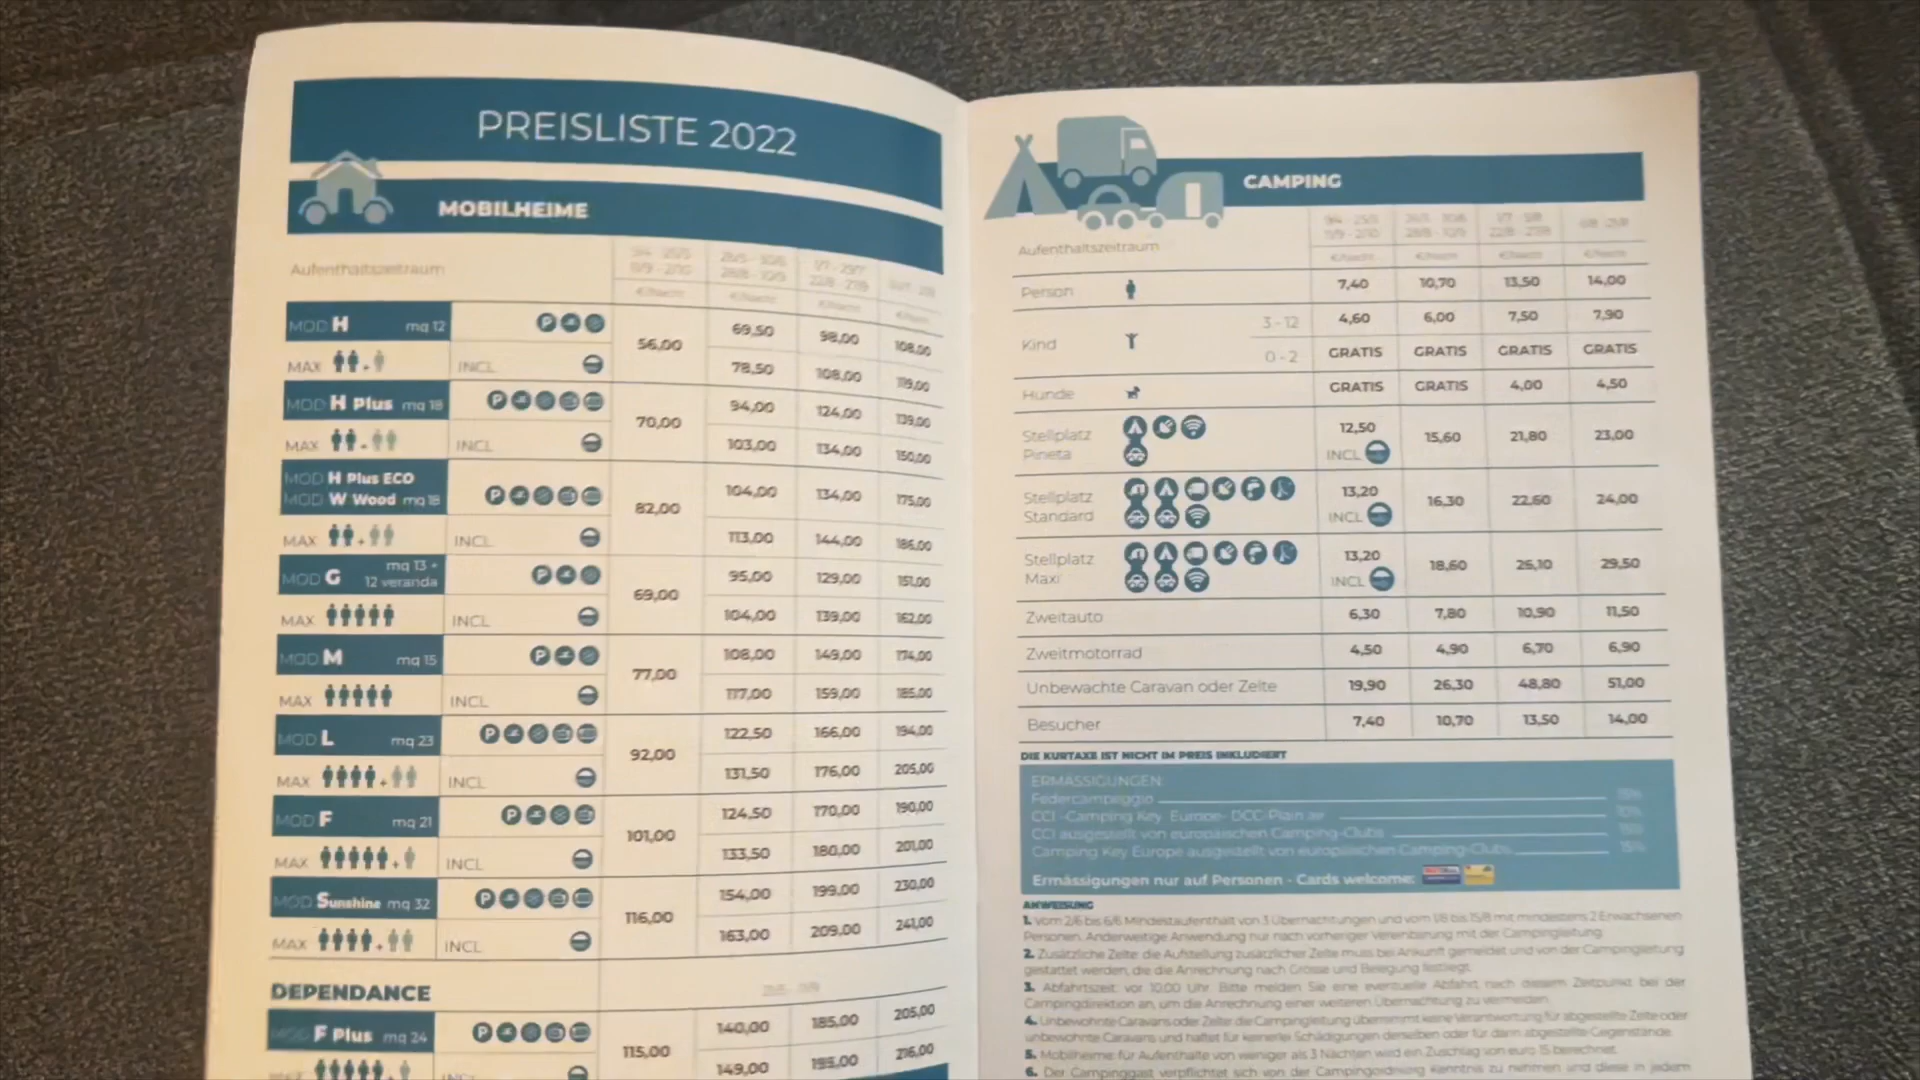 PREISLISTE 2022
MOBILHEIME
Aufenthaltszeitraum
€/Nacht €/Nacht €/Nacht €/Nacht
MOD H mq 12
56,00 69,50 98,00 108,00
MAX + INCL 78,50 108,00 119,00
MOD H Plus mq 18
70,00 94,00 124,00 139,00
MAX + INCL 103,00 134,00 150,00
MOD H Plus ECO
MOD W Wood mq 18
82,00 104,00 134,00 175,00
MAX + INCL 113,00 144,00 186,00
MOD G mq 13 +
12 veranda
69,00 95,00 129,00 151,00
MAX INCL 104,00 139,00 162,00
MOD M mq 15
77,00 108,00 149,00 174,00
MAX INCL 117,00 159,00 185,00
MOD L mq 23
92,00 122,50 166,00 194,00
MAX + INCL 131,50 176,00 205,00
MOD F mq 21
101,00 124,50 170,00 190,00
MAX + INCL 133,50 180,00 201,00
MOD Sunshine mq 32
116,00 154,00 199,00 230,00
MAX + INCL 163,00 209,00 241,00
DEPENDANCE
F Plus mq 24
115,00 140,00 185,00 205,00
149,00 195,00 216,00
CAMPING
Aufenthaltszeitraum
€/Nacht €/Nacht €/Nacht €/Nacht
Person 7,40 10,70 13,50 14,00
Kind 3 - 12 4,60 6,00 7,50 7,90
0 - 2 GRATIS GRATIS GRATIS GRATIS
Hunde GRATIS GRATIS 4,00 4,50
Stellplatz
Pineta 12,50 INCL 15,60 21,80 23,00
Stellplatz
Standard 13,20 INCL 16,30 22,60 24,00
Stellplatz
Maxi 13,20 INCL 18,60 26,10 29,50
Zweitauto 6,30 7,80 10,90 11,50
Zweitmotorrad 4,50 4,90 6,70 6,90
Unbewachte Caravan oder Zelte 19,90 26,30 48,80 51,00
Besucher 7,40 10,70 13,50 14,00
DIE KURTAXE IST NICHT IM PREIS INKLUDIERT
ERMÄSSIGUNGEN:
Federcampeggio
CCI -Camping Key Europe- DCC-Plain air
CCI ausgestellt von europäischen Camping-Clubs
Camping Key Europe ausgestellt von europäischen Camping-Clubs
Ermässigungen nur auf Personen - Cards welcome:
ANWEISUNG
1. Vom 2/6 bis 6/6 Mindestaufenthalt von 3 Übernachtungen und vom 1/8 bis 15/8 mit mindestens 2 Erwachsenen
Personen. Anderweitige Anwendung nur nach vorheriger Vereinbarung mit der Campingleitung.
2. Zusätzliche Zelte: die Aufstellung zusätzlicher Zelte muss bei Ankunft gemeldet und von der Campingleitung
gestattet werden, die die Anrechnung nach Grösse und Belegung festlegt.
3. Abfahrtszeit: vor 10.00 Uhr. Bitte melden Sie eine eventuelle Abfahrt nach diesem Zeitpunkt bei der
Campingdirektion an, um die Anrechnung einer weiteren Übernachtung zu vermeiden.
4. Unbewohnte Caravans oder Zelte: die Campingleitung übernimmt keine Verantwortung für abgestellte Zelte oder
unbewohnte Caravans und haftet für keinerlei Schädigungen derselben oder für darin abgestellte Gegenstände.
5. Mobilheime: für Aufenthalte von weniger als 3 Nächten wird ein Zuschlag von euro 15 berechnet.
6. Der Campinggast verpflichtet sich von der Campingordnung Kenntnis zu nehmen und diese in jedem